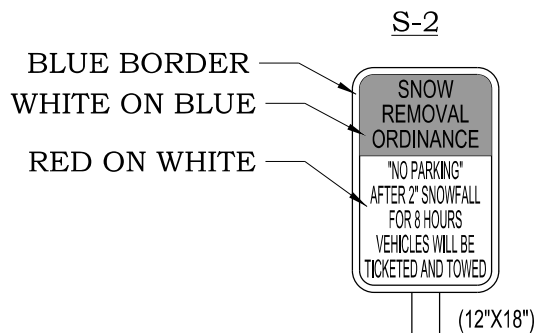 S-2
BLUE BORDER
WHITE ON BLUE
RED ON WHITE
SNOW
REMOVAL
ORDINANCE
"NO PARKING"
AFTER 2" SNOWFALL
FOR 8 HOURS
VEHICLES WILL BE
TICKETED AND TOWED
(12"X18")